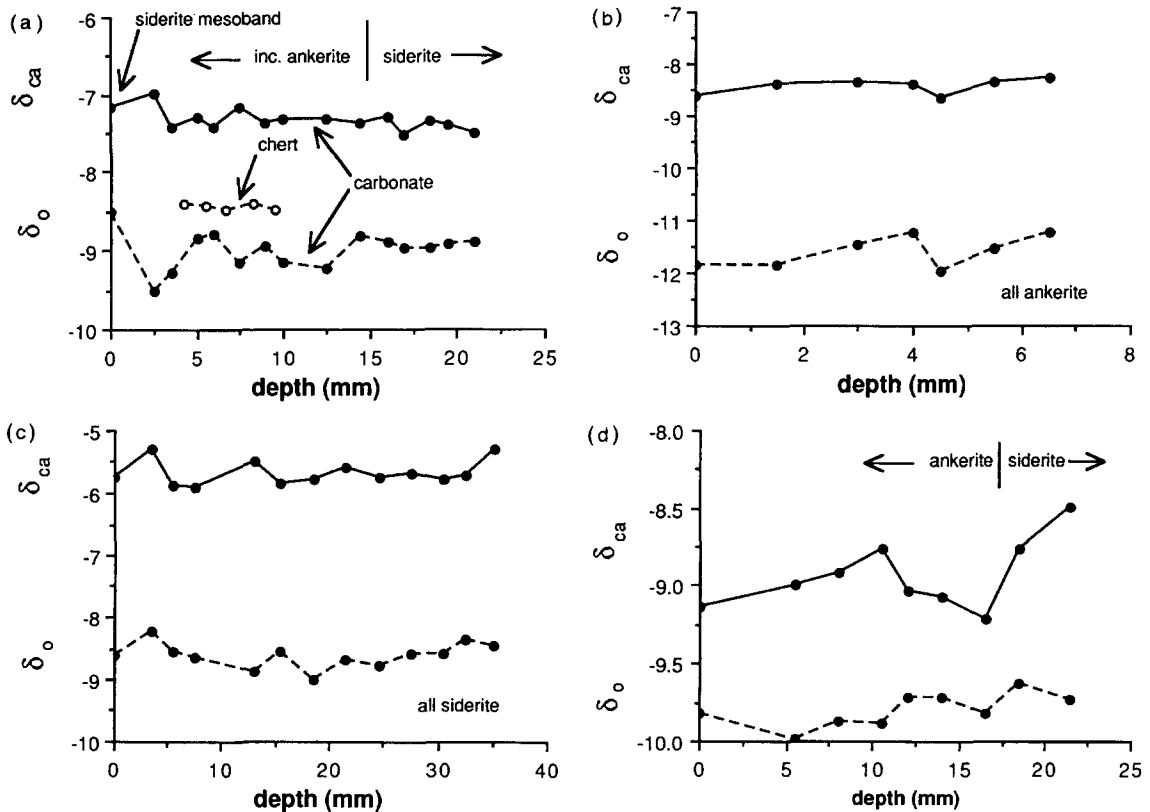 (a)
siderite mesoband
inc. ankerite
siderite
chert
carbonate
δca
δo
-6
-7
-8
-9
-10
0
5
10
15
20
25
depth (mm)
(b)
δca
δo
-7
-8
-9
-10
-11
-12
-13
all ankerite
0
2
4
6
8
depth (mm)
(c)
δca
δo
-5
-6
-7
-8
-9
-10
all siderite
0
10
20
30
40
depth (mm)
(d)
ankerite
siderite
δca
δo
-8.0
-8.5
-9.0
-9.5
-10.0
0
5
10
15
20
25
depth (mm)